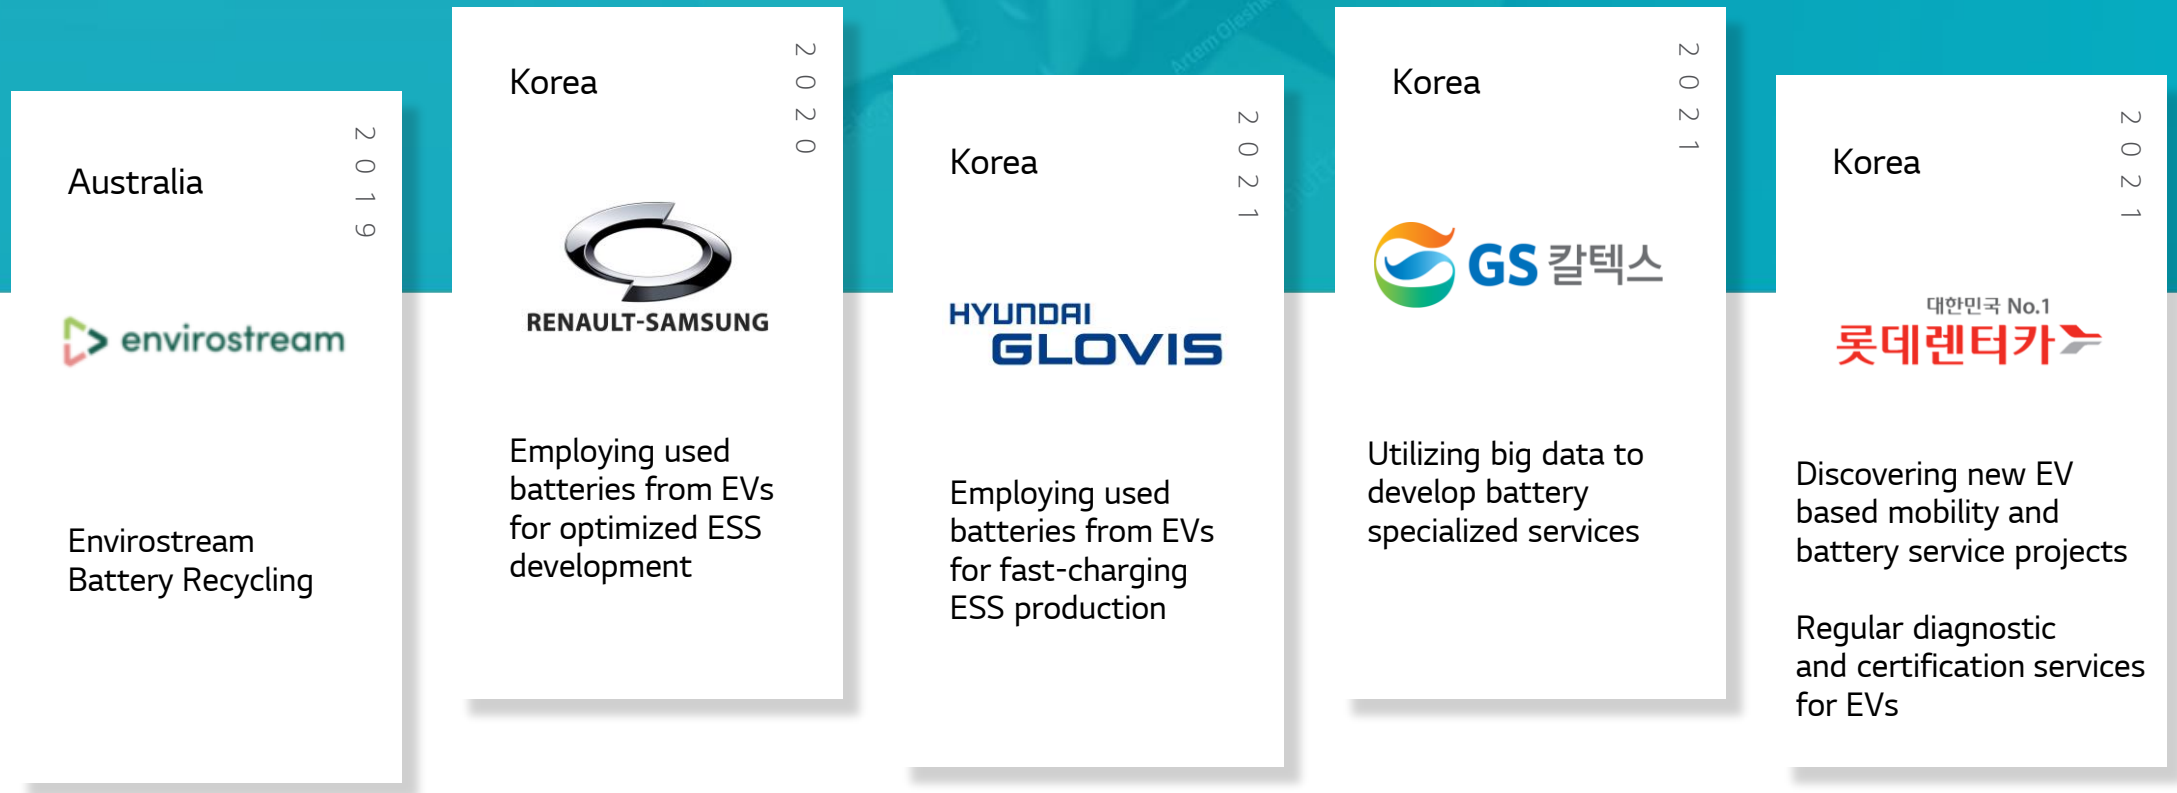 Australia
2019
envirostream
Envirostream
Battery Recycling
Korea
2020
RENAULT-SAMSUNG
Employing used
batteries from EVs
for optimized ESS
development
Korea
2021
HYUNDAI
GLOVIS
Employing used
batteries from EVs
for fast-charging
ESS production
Korea
2021
GS 칼텍스
Utilizing big data to
develop battery
specialized services
Korea
2021
대한민국 No.1
롯데렌터카
Discovering new EV
based mobility and
battery service projects
Regular diagnostic
and certification services
for EVs